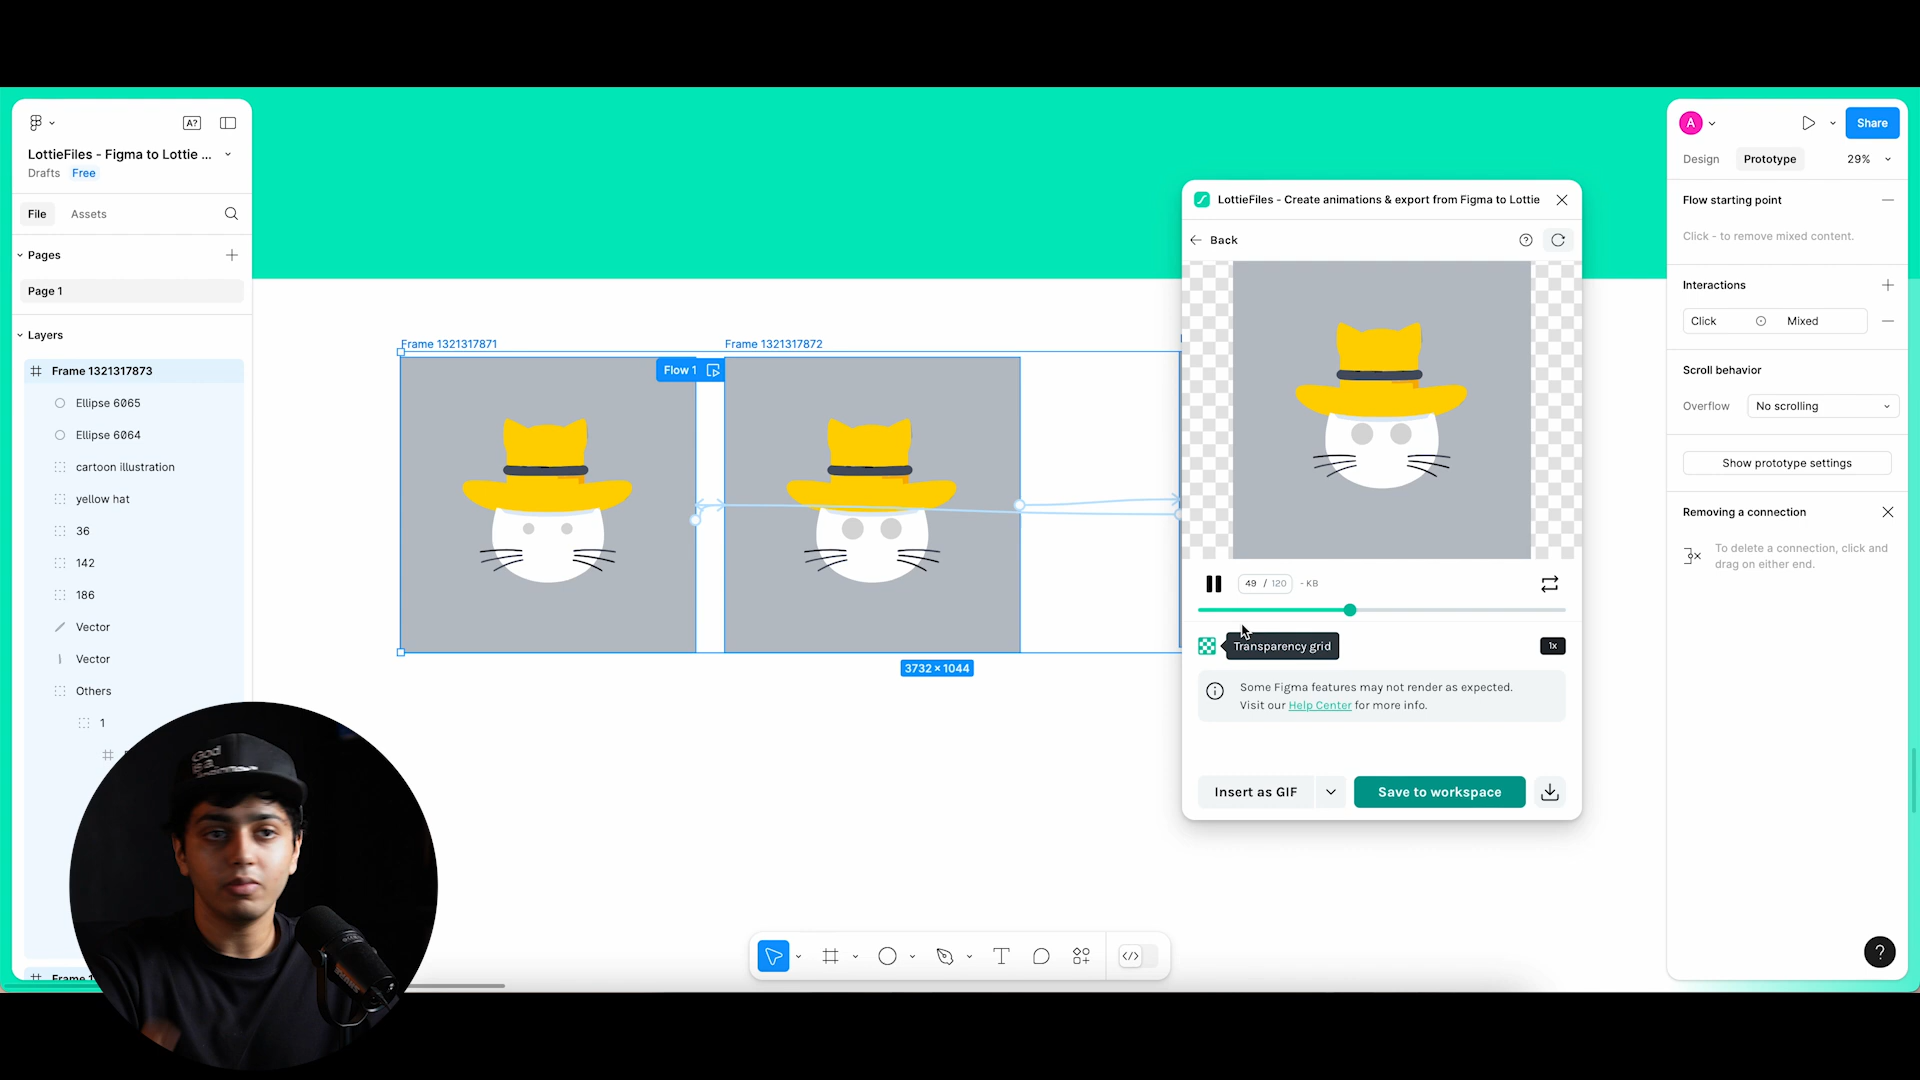 A?
LottieFiles - Figma to Lottie ...
Drafts Free
File Assets
Pages
Page 1
Layers
Frame 1321317873
Ellipse 6065
Ellipse 6064
cartoon illustration
yellow hat
36
142
186
Vector
Vector
Others
1
Frame 1
God
is a
Frame 1321317871
Flow 1
Frame 1321317872
3732 × 1044
LottieFiles - Create animations & export from Figma to Lottie
Back
49 / 120 - KB
Transparency grid
1x
Some Figma features may not render as expected.
Visit our Help Center for more info.
Insert as GIF
Save to workspace
A
Share
Design Prototype 29%
Flow starting point
Click - to remove mixed content.
Interactions
Click Mixed
Scroll behavior
Overflow No scrolling
Show prototype settings
Removing a connection
To delete a connection, click and
drag on either end.
?